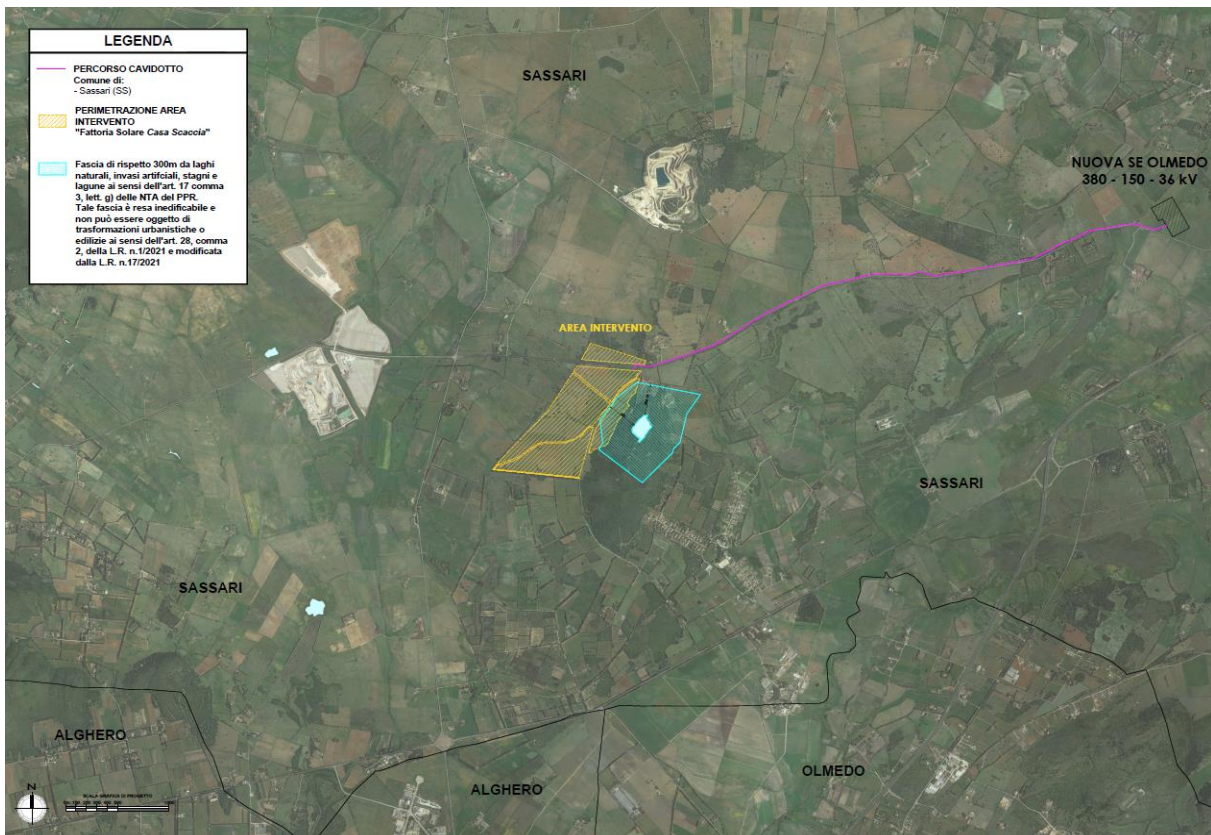 LEGENDA
PERCORSO CAVIDOTTO
Comune di:
- Sassari (SS)
PERIMETRAZIONE AREA
INTERVENTO
"Fattoria Solare Casa Scaccia"
Fascia di rispetto 300m da laghi
naturali, invasi artifciali, stagni e
lagune ai sensi dell'art. 17 comma
3, lett. g) delle NTA del PPR.
Tale fascia è resa inedificabile e
non può essere oggetto di
trasformazioni urbanistiche o
edilizie ai sensi dell'art. 28, comma
2, della L.R. n.1/2021 e modificata
dalla L.R. n.17/2021
SASSARI
NUOVA SE OLMEDO
380 - 150 - 36 kV
AREA INTERVENTO
SASSARI
SASSARI
ALGHERO
OLMEDO
ALGHERO
N
SCALA GRAFICA DI PROGETTO